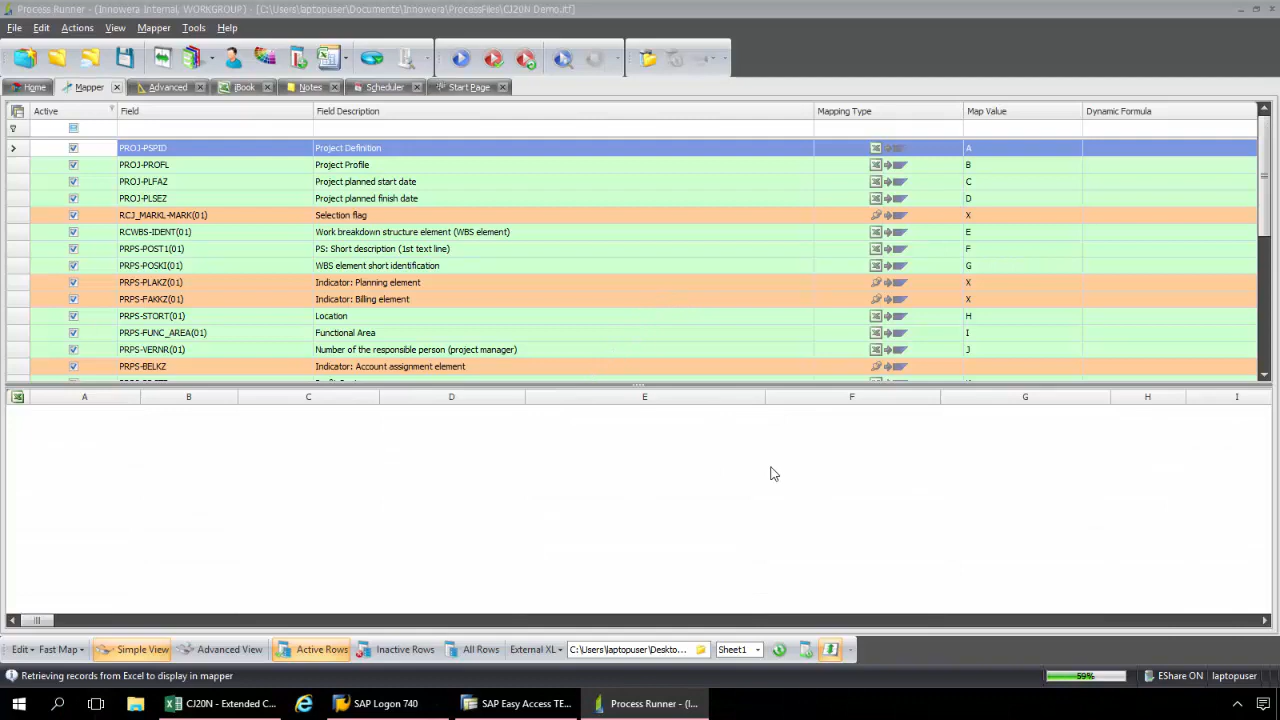 Process Runner - (Innowera Internal, WORKGROUP) - [C:\Users\laptopuser\Documents\Innowera\ProcessFiles\CJ20N Demo.itf]
File Edit Actions View Mapper Tools Help
Home Mapper Advanced iBook Notes Scheduler Start Page
Active Field Field Description Mapping Type Map Value Dynamic Formula
PROJ-PSPID Project Definition A
PROJ-PROFL Project Profile B
PROJ-PLFAZ Project planned start date C
PROJ-PLSEZ Project planned finish date D
RCJ_MARKL-MARK(01) Selection flag X
RCWBS-IDENT(01) Work breakdown structure element (WBS element) E
PRPS-POST1(01) PS: Short description (1st text line) F
PRPS-POSKI(01) WBS element short identification G
PRPS-PLAKZ(01) Indicator: Planning element X
PRPS-FAKKZ(01) Indicator: Billing element X
PRPS-STORT(01) Location H
PRPS-FUNC_AREA(01) Functional Area I
PRPS-VERNR(01) Number of the responsible person (project manager) J
PRPS-BELKZ Indicator: Account assignment element
A B C D E F G H I
Edit Fast Map Simple View Advanced View Active Rows Inactive Rows All Rows External XL C:\Users\laptopuser\Deskto... Sheet1
Retrieving records from Excel to display in mapper 59% EShare ON laptopuser
CJ20N - Extended C... SAP Logon 740 SAP Easy Access TE... Process Runner - (I...